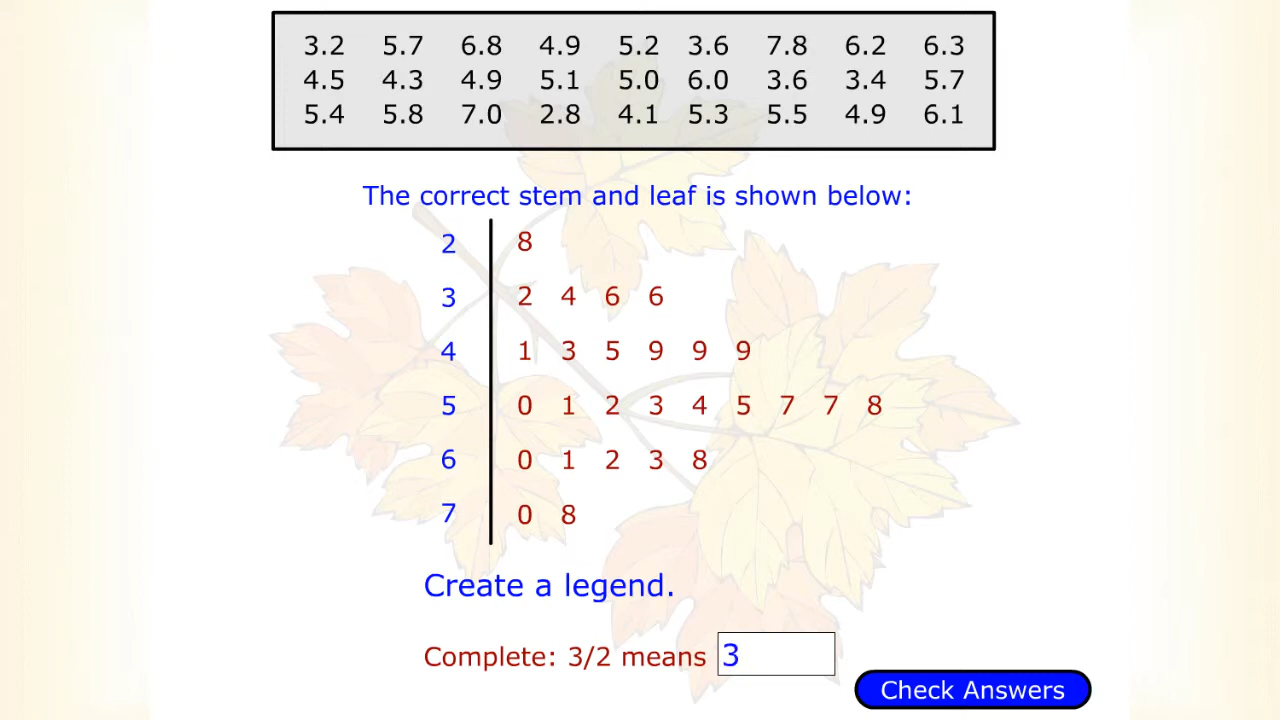 3.2 5.7 6.8 4.9 5.2 3.6 7.8 6.2 6.3
4.5 4.3 4.9 5.1 5.0 6.0 3.6 3.4 5.7
5.4 5.8 7.0 2.8 4.1 5.3 5.5 4.9 6.1
The correct stem and leaf is shown below:
2 8
3 2 4 6 6
4 1 3 5 9 9 9
5 0 1 2 3 4 5 7 7 8
6 0 1 2 3 8
7 0 8
Create a legend.
Complete: 3/2 means 3
Check Answers